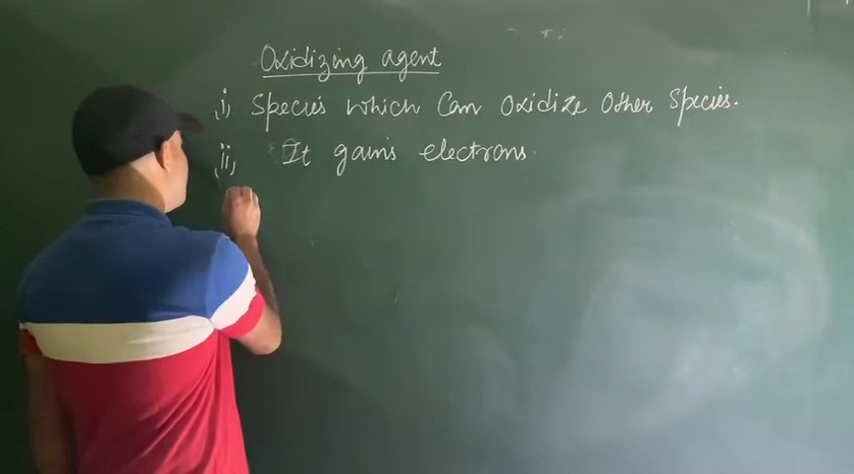 Oxidizing agent
(i) Species which can oxidize other species.
(ii) It gains electrons.